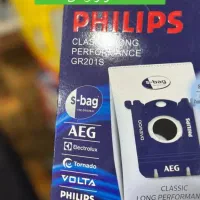 PHILIPS
CLASSIC LONG
PERFORMANCE
GR201S
s-bag
s-bag
AEG
Electrolux
Tornado
VOLTA
PHILIPS
AEG
CLASSIC
LONG PERFORMAN